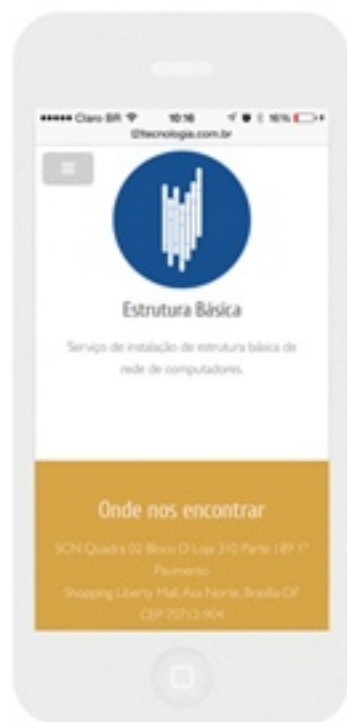 Claro BR 10:16 16%
tecnologia.com.br
Estrutura Básica
Serviço de instalação de estrutura básica de
rede de computadores.
Onde nos encontrar
SCN Quadra 02 Bloco D Loja 310 Parte 189 1°
Pavimento
Shopping Liberty Mall, Asa Norte, Brasília-DF
CEP 70712-904